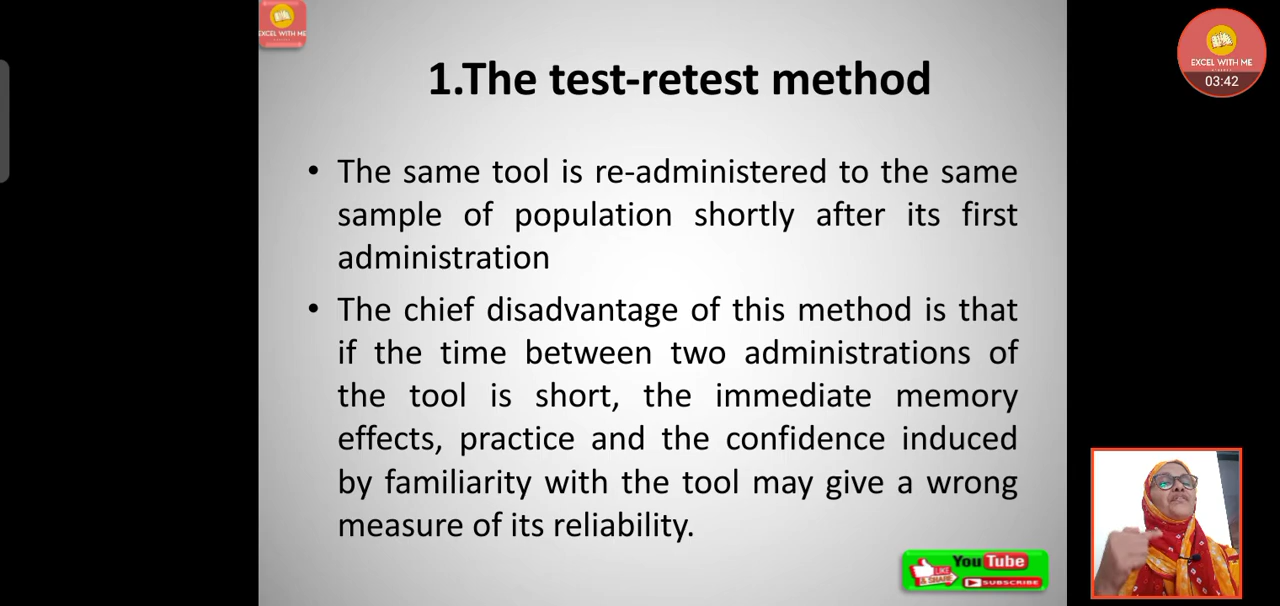 EXCEL WITH ME
EXCEL WITH ME
03:42
1.The test-retest method
• The same tool is re-administered to the same
sample of population shortly after its first
administration
• The chief disadvantage of this method is that
if the time between two administrations of
the tool is short, the immediate memory
effects, practice and the confidence induced
by familiarity with the tool may give a wrong
measure of its reliability.
YouTube
LIKE
& SHARE
SUBSCRIBE